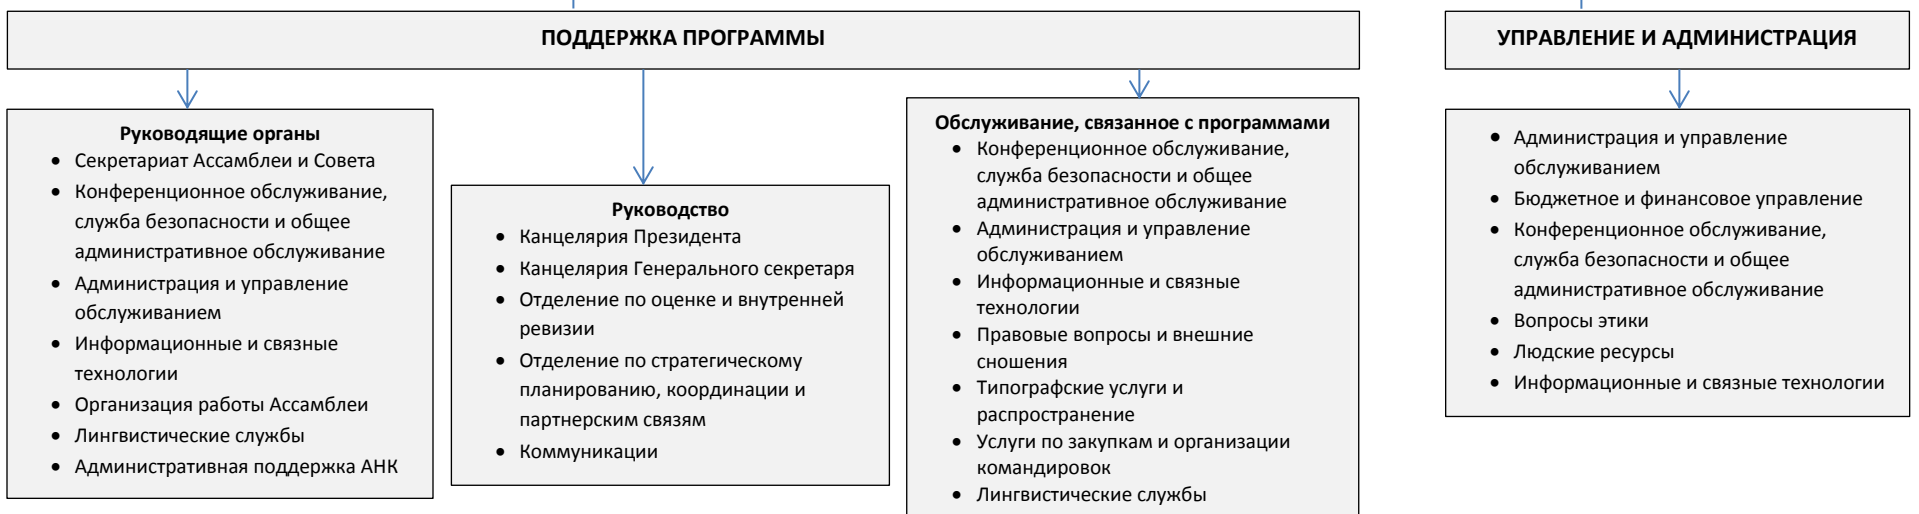 ПОДДЕРЖКА ПРОГРАММЫ
УПРАВЛЕНИЕ И АДМИНИСТРАЦИЯ
Руководящие органы
• Секретариат Ассамблеи и Совета
• Конференционное обслуживание,
служба безопасности и общее
административное обслуживание
• Администрация и управление
обслуживанием
• Информационные и связные
технологии
• Организация работы Ассамблеи
• Лингвистические службы
• Административная поддержка АНК
Руководство
• Канцелярия Президента
• Канцелярия Генерального секретаря
• Отделение по оценке и внутренней
ревизии
• Отделение по стратегическому
планированию, координации и
партнерским связям
• Коммуникации
Обслуживание, связанное с программами
• Конференционное обслуживание,
служба безопасности и общее
административное обслуживание
• Администрация и управление
обслуживанием
• Информационные и связные
технологии
• Правовые вопросы и внешние
сношения
• Типографские услуги и
распространение
• Услуги по закупкам и организации
командировок
• Лингвистические службы
• Администрация и управление
обслуживанием
• Бюджетное и финансовое управление
• Конференционное обслуживание,
служба безопасности и общее
административное обслуживание
• Вопросы этики
• Людские ресурсы
• Информационные и связные технологии